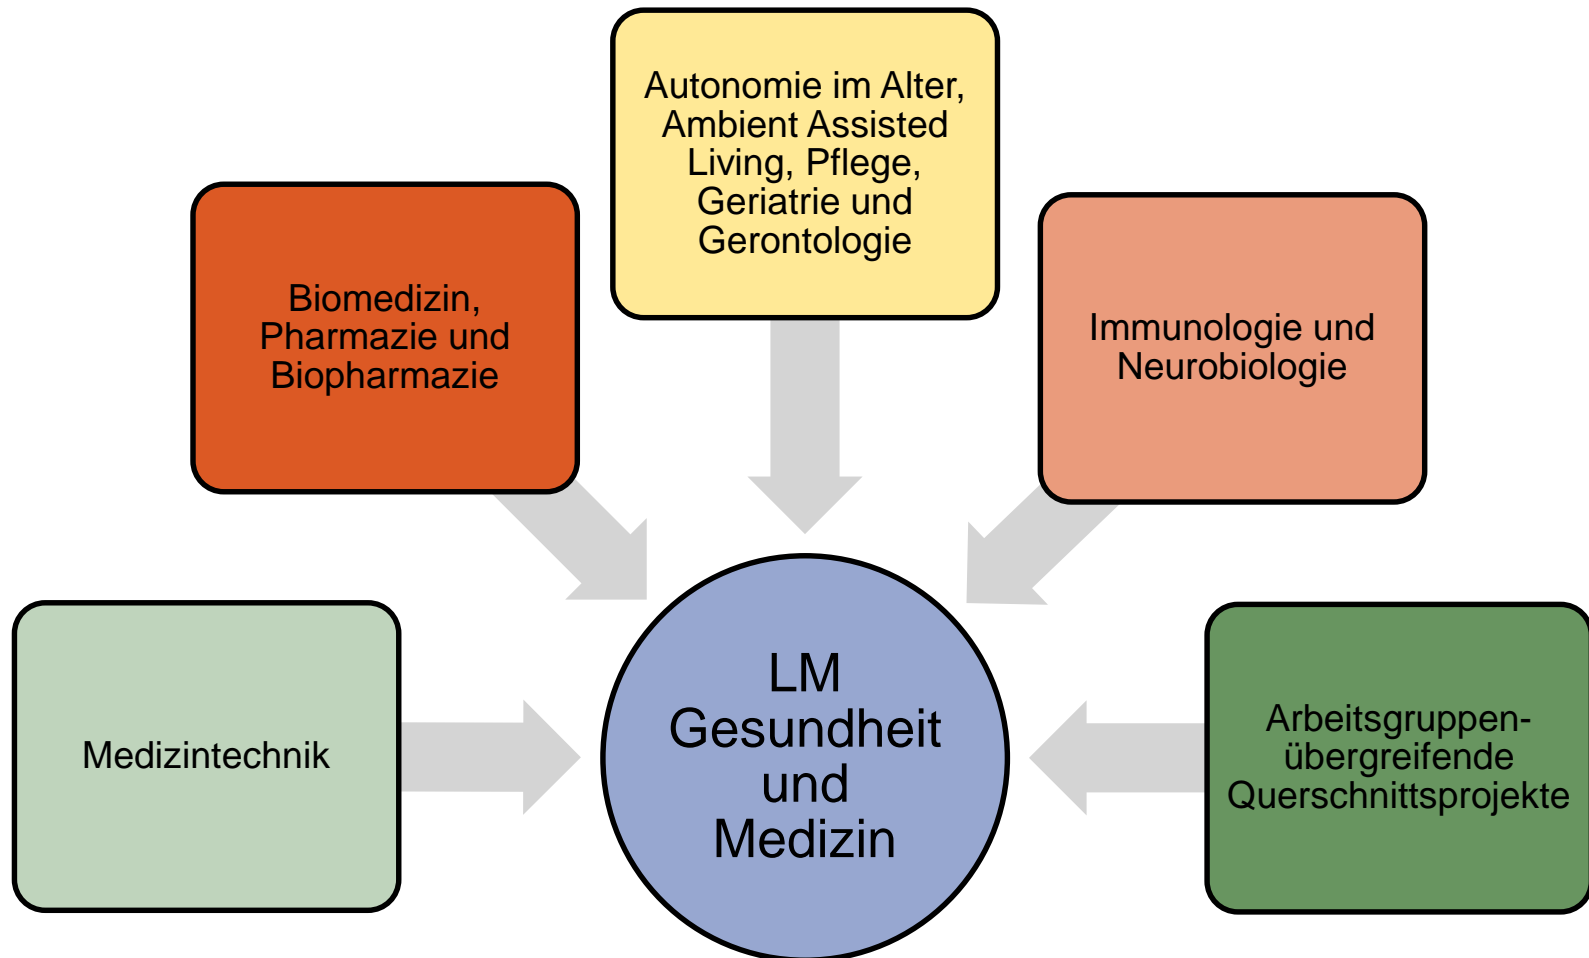 Autonomie im Alter,
Ambient Assisted
Living, Pflege,
Geriatrie und
Gerontologie
Biomedizin,
Pharmazie und
Biopharmazie
Immunologie und
Neurobiologie
Medizintechnik
LM
Gesundheit
und
Medizin
Arbeitsgruppen-
übergreifende
Querschnittsprojekte